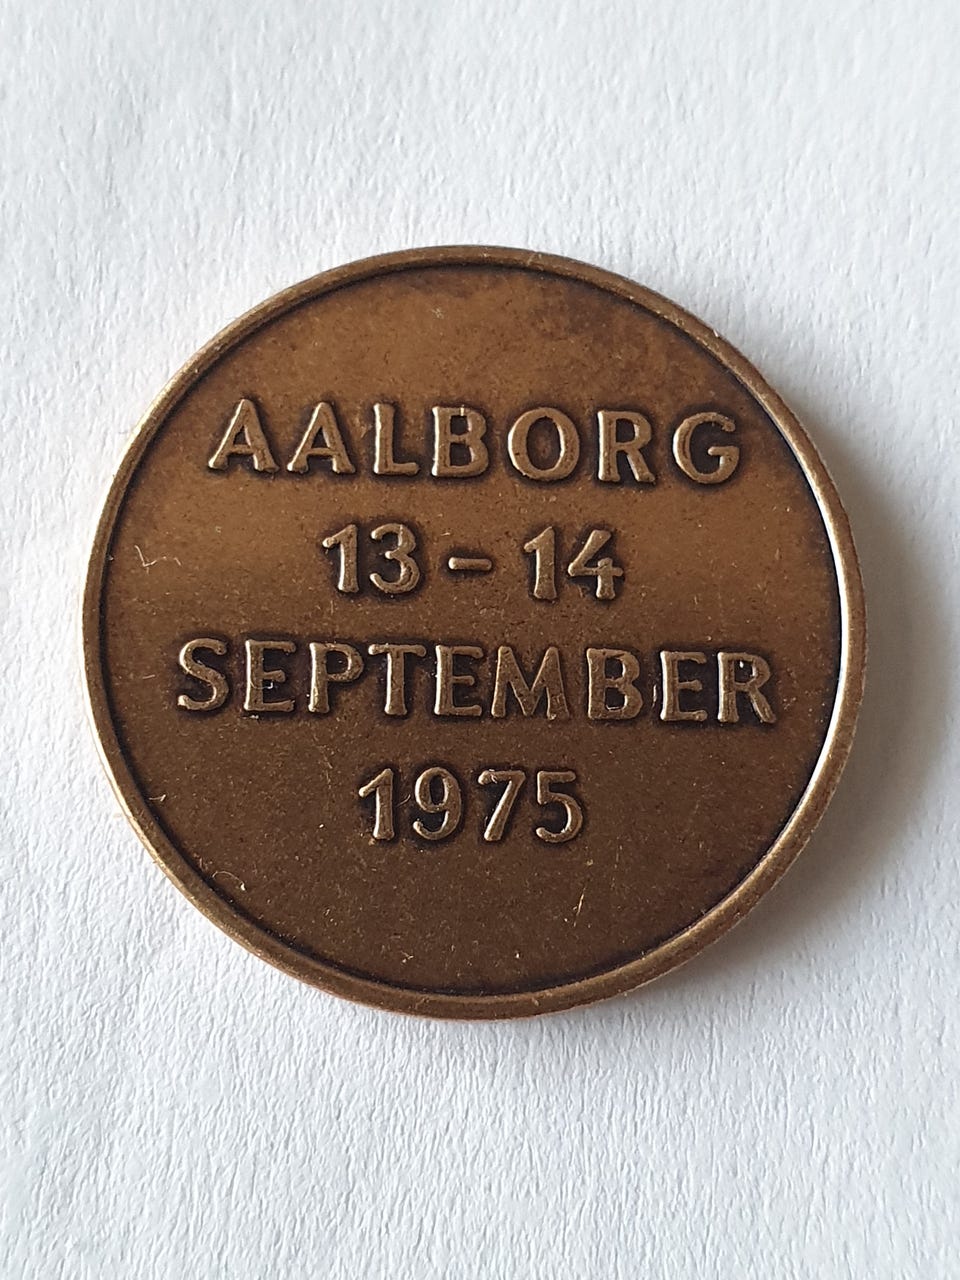 AALBORG
13 - 14
SEPTEMBER
1975